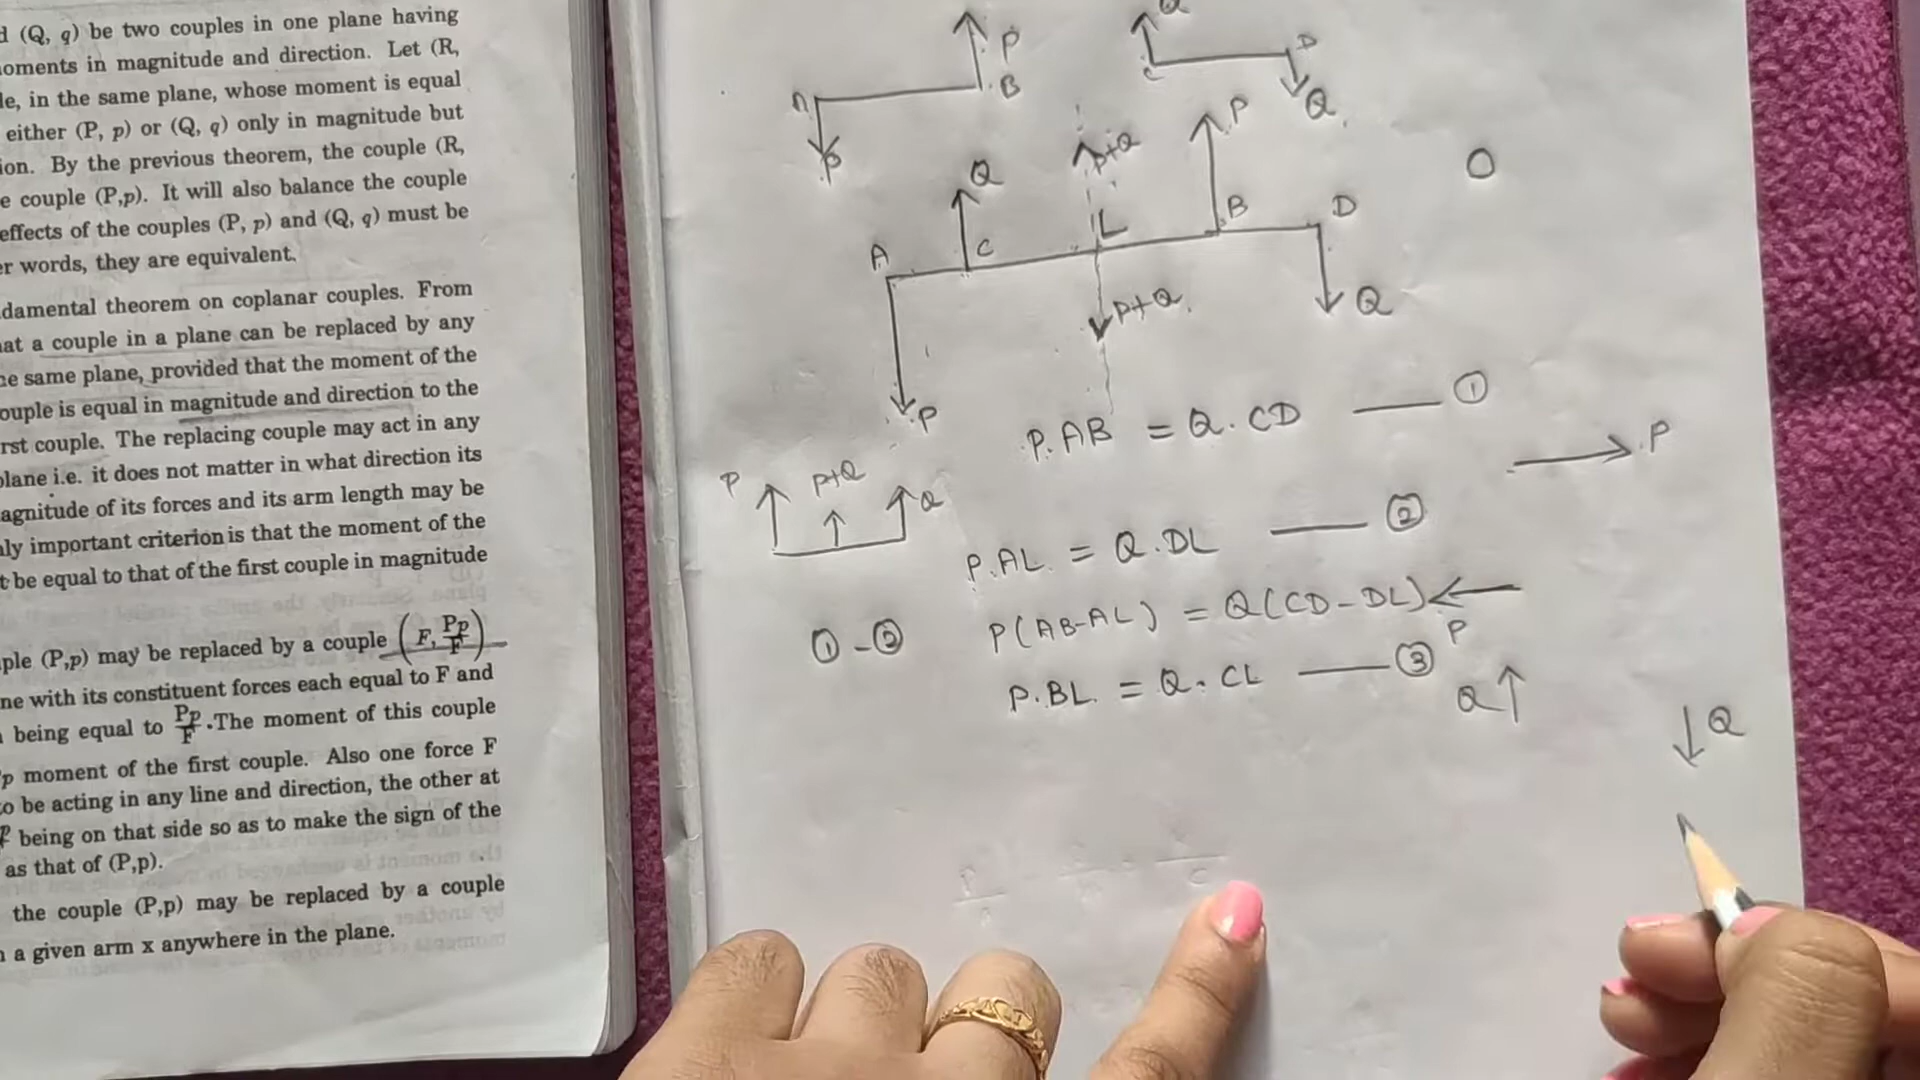 (Q, q) be two couples in one plane having
moments in magnitude and direction. Let (R,
in the same plane, whose moment is equal
either (P, p) or (Q, q) only in magnitude but
By the previous theorem, the couple (R,
couple (P,p). It will also balance the couple
effects of the couples (P, p) and (Q, q) must be
words, they are equivalent.
damental theorem on coplanar couples. From
at a couple in a plane can be replaced by any
same plane, provided that the moment of the
couple is equal in magnitude and direction to the
rst couple. The replacing couple may act in any
plane i.e. it does not matter in what direction its
agnitude of its forces and its arm length may be
ly important criterion is that the moment of the
be equal to that of the first couple in magnitude
ple (P,p) may be replaced by a couple (F, Pp/F)
ne with its constituent forces each equal to F and
being equal to Pp/F.The moment of this couple
p moment of the first couple. Also one force F
to be acting in any line and direction, the other at
being on that side so as to make the sign of the
as that of (P,p).
the couple (P,p) may be replaced by a couple
a given arm x anywhere in the plane.
P Q
B D
A C
P Q
Q P+Q P O
A C L B D
P+Q Q
P
P.AB = Q.CD — ①
P P+Q Q
P
P.AL = Q.DL — ②
① - ② P(AB-AL) = Q(CD-DL)
P
P.BL = Q.CL — ③
Q Q